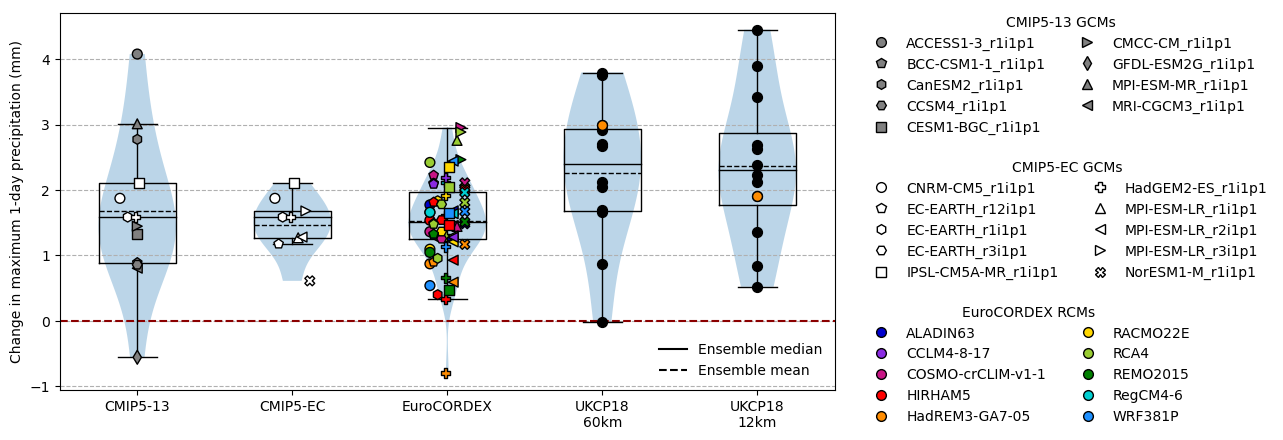 Change in maximum 1-day precipitation (mm)
4
3
2
1
0
−1
CMIP5-13
CMIP5-EC
EuroCORDEX
UKCP18
60km
UKCP18
12km
Ensemble median
Ensemble mean
CMIP5-13 GCMs
ACCESS1-3_r1i1p1
BCC-CSM1-1_r1i1p1
CanESM2_r1i1p1
CCSM4_r1i1p1
CESM1-BGC_r1i1p1
CMCC-CM_r1i1p1
GFDL-ESM2G_r1i1p1
MPI-ESM-MR_r1i1p1
MRI-CGCM3_r1i1p1
CMIP5-EC GCMs
CNRM-CM5_r1i1p1
EC-EARTH_r12i1p1
EC-EARTH_r1i1p1
EC-EARTH_r3i1p1
IPSL-CM5A-MR_r1i1p1
HadGEM2-ES_r1i1p1
MPI-ESM-LR_r1i1p1
MPI-ESM-LR_r2i1p1
MPI-ESM-LR_r3i1p1
NorESM1-M_r1i1p1
EuroCORDEX RCMs
ALADIN63
CCLM4-8-17
COSMO-crCLIM-v1-1
HIRHAM5
HadREM3-GA7-05
RACMO22E
RCA4
REMO2015
RegCM4-6
WRF381P